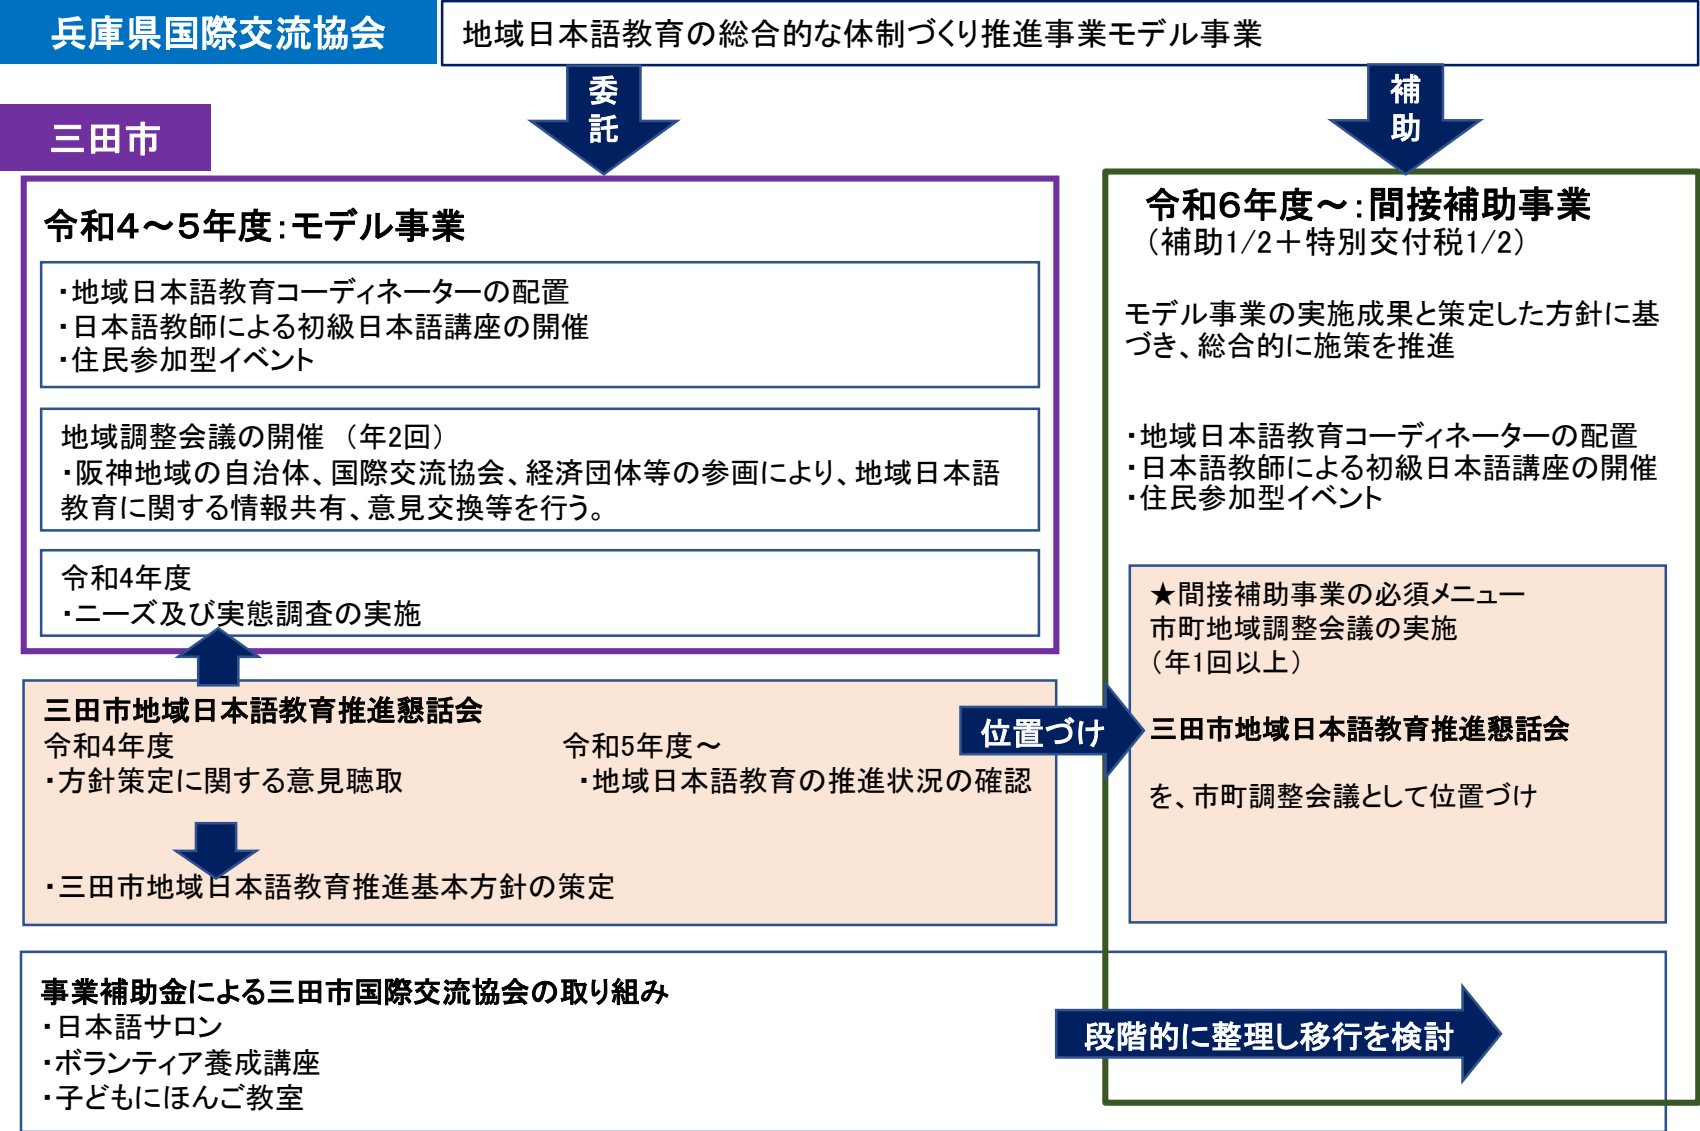 兵庫県国際交流協会
地域日本語教育の総合的な体制づくり推進事業モデル事業
委託
補助
三田市
令和4～5年度：モデル事業
・地域日本語教育コーディネーターの配置
・日本語教師による初級日本語講座の開催
・住民参加型イベント
地域調整会議の開催　（年2回）
・阪神地域の自治体、国際交流協会、経済団体等の参画により、地域日本語
教育に関する情報共有、意見交換等を行う。
令和4年度
・ニーズ及び実態調査の実施
三田市地域日本語教育推進懇話会
令和4年度
・方針策定に関する意見聴取
令和5年度～
・地域日本語教育の推進状況の確認
・三田市地域日本語教育推進基本方針の策定
位置づけ
令和6年度～：間接補助事業
（補助1/2＋特別交付税1/2）
モデル事業の実施成果と策定した方針に基
づき、総合的に施策を推進
・地域日本語教育コーディネーターの配置
・日本語教師による初級日本語講座の開催
・住民参加型イベント
★間接補助事業の必須メニュー
市町地域調整会議の実施
（年1回以上）
三田市地域日本語教育推進懇話会
を、市町調整会議として位置づけ
事業補助金による三田市国際交流協会の取り組み
・日本語サロン
・ボランティア養成講座
・子どもにほんご教室
段階的に整理し移行を検討